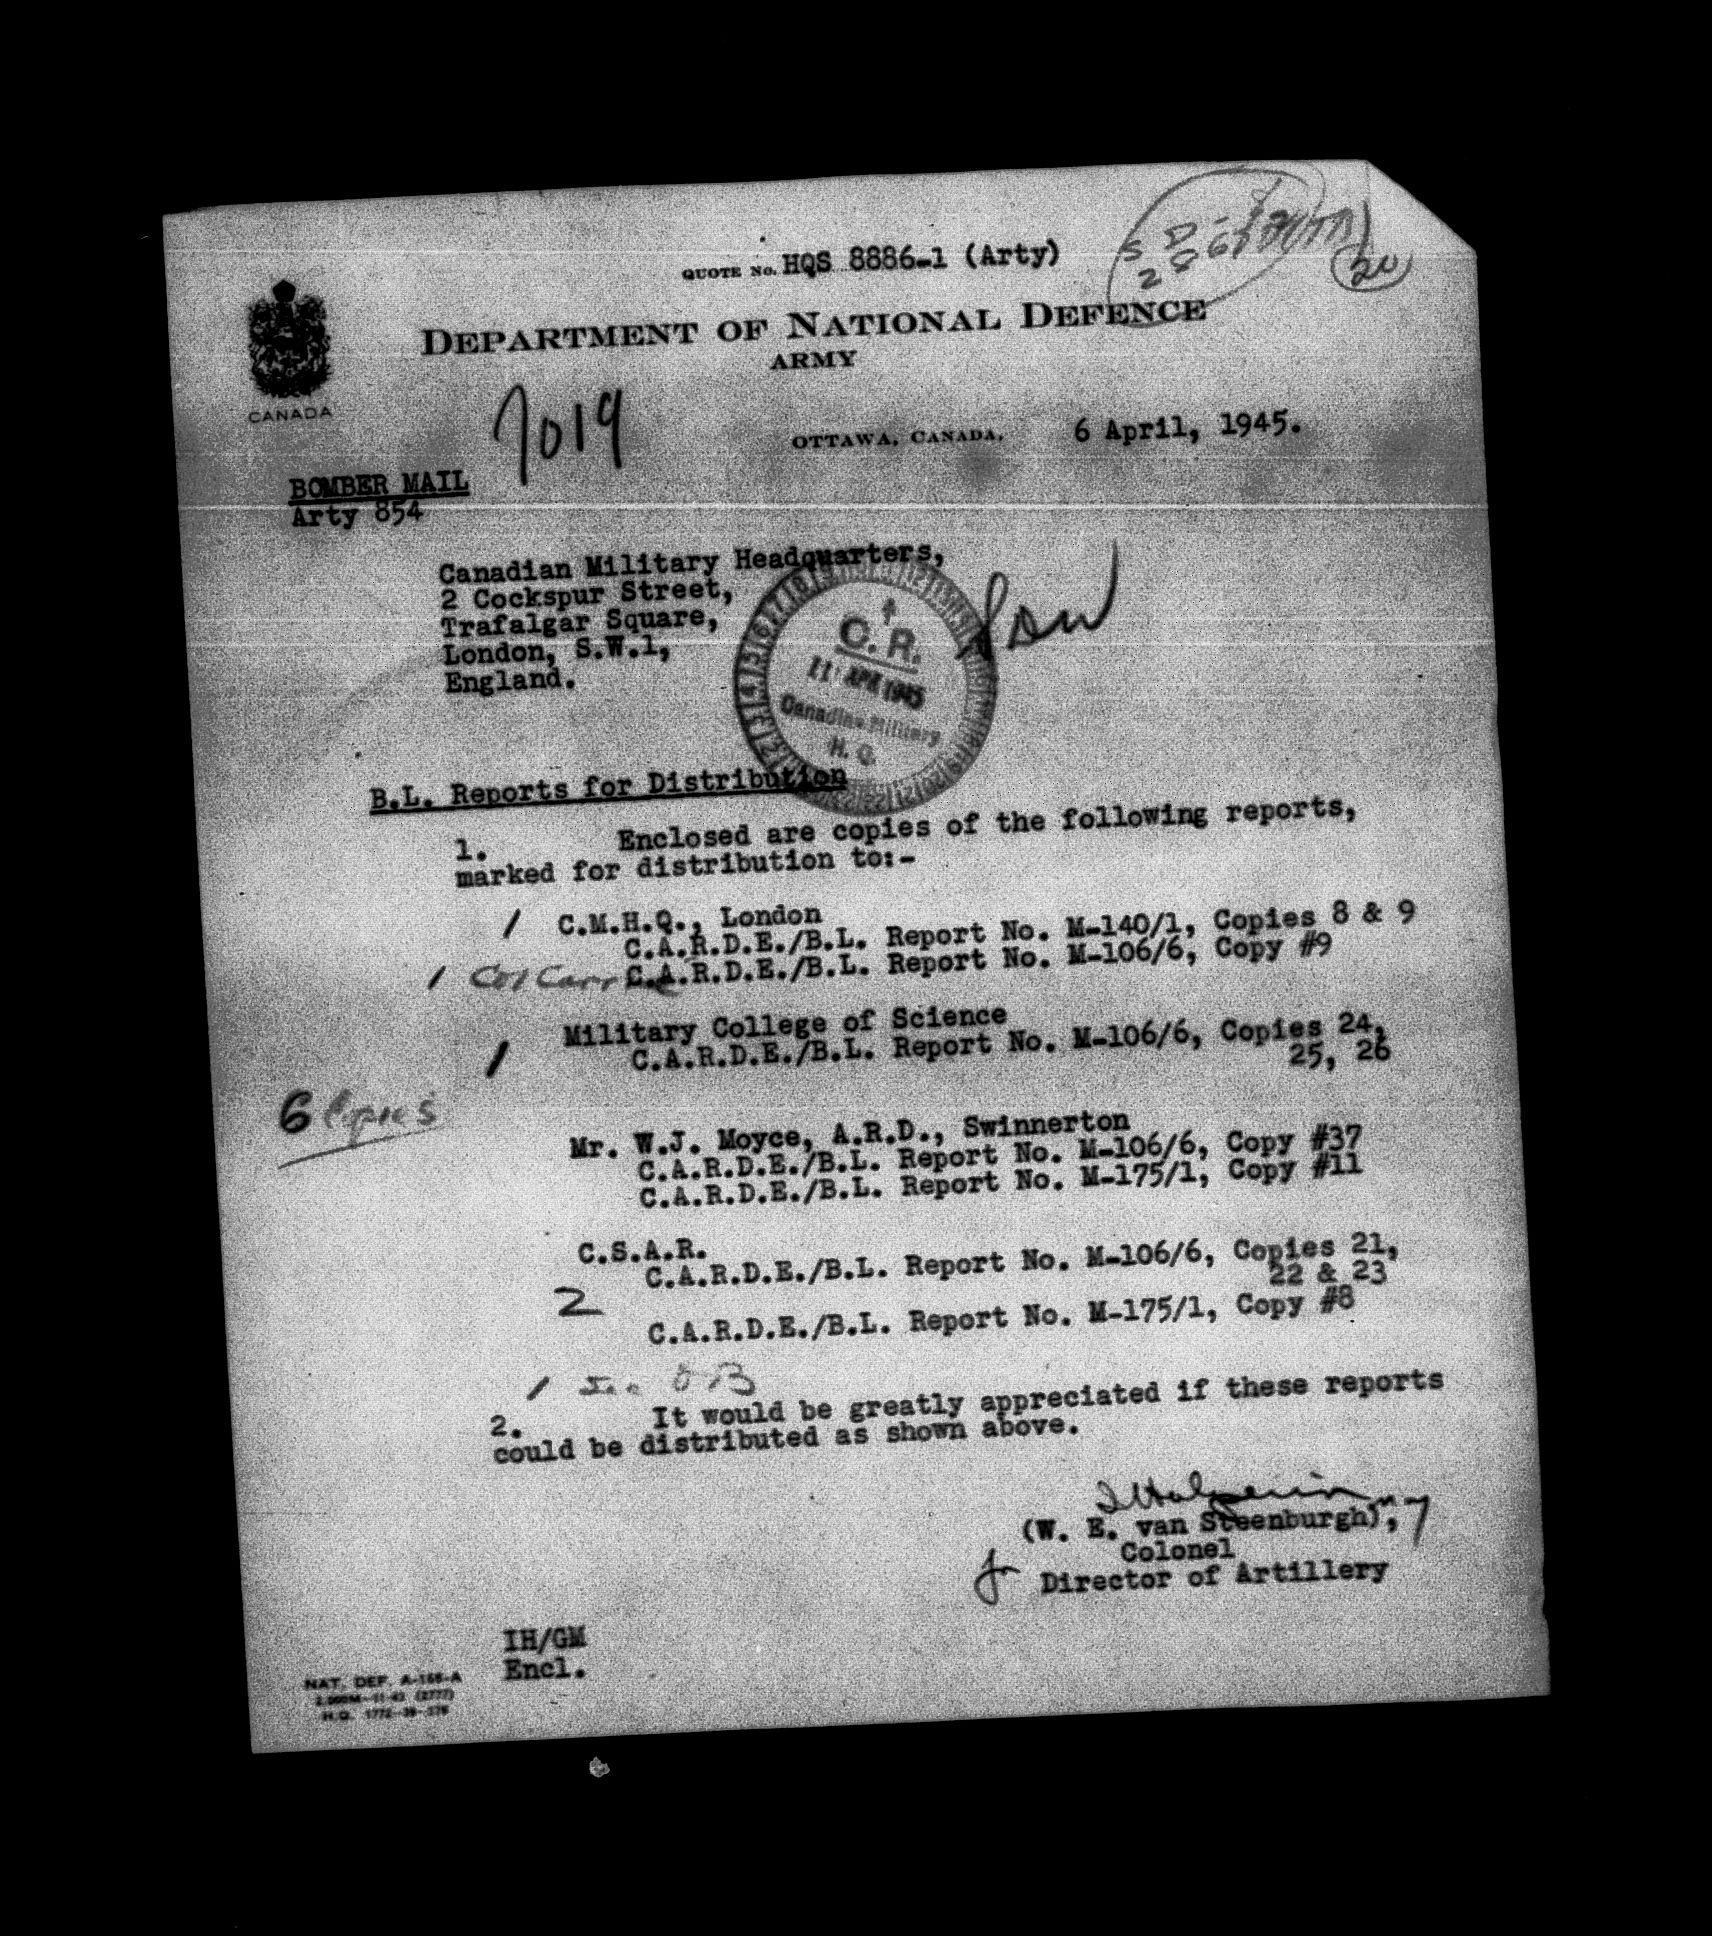 QUOTE No. HQS 8886-1 (Arty)
DEPARTMENT OF NATIONAL DEFENCE
ARMY
CANADA
7019
OTTAWA, CANADA, 6 April, 1945.
BOMBER MAIL
Arty 854
Canadian Military Headquarters,
2 Cockspur Street,
Trafalgar Square,
London, S.W.1,
England.
C. R.
11 APR 1945
Canadian Military
H. Q.
B.L. Reports for Distribution
1. Enclosed are copies of the following reports,
marked for distribution to:-
/ C.M.H.Q., London
C.A.R.D.E./B.L. Report No. M-140/1, Copies 8 & 9
/ Col C.A.R.D.E./B.L. Report No. M-106/6, Copy #9
Military College of Science
/ C.A.R.D.E./B.L. Report No. M-106/6, Copies 24,
25, 26
6 Copies
Mr. W.J. Moyce, A.R.D., Swinnerton
C.A.R.D.E./B.L. Report No. M-106/6, Copy #37
C.A.R.D.E./B.L. Report No. M-175/1, Copy #11
C.S.A.R.
C.A.R.D.E./B.L. Report No. M-106/6, Copies 21,
22 & 23
2
C.A.R.D.E./B.L. Report No. M-175/1, Copy #8
/ O B
2. It would be greatly appreciated if these reports
could be distributed as shown above.
(W. E. van Steenburgh),
Colonel
Director of Artillery
IH/GM
Encl.
NAT. DEF. A-166-A